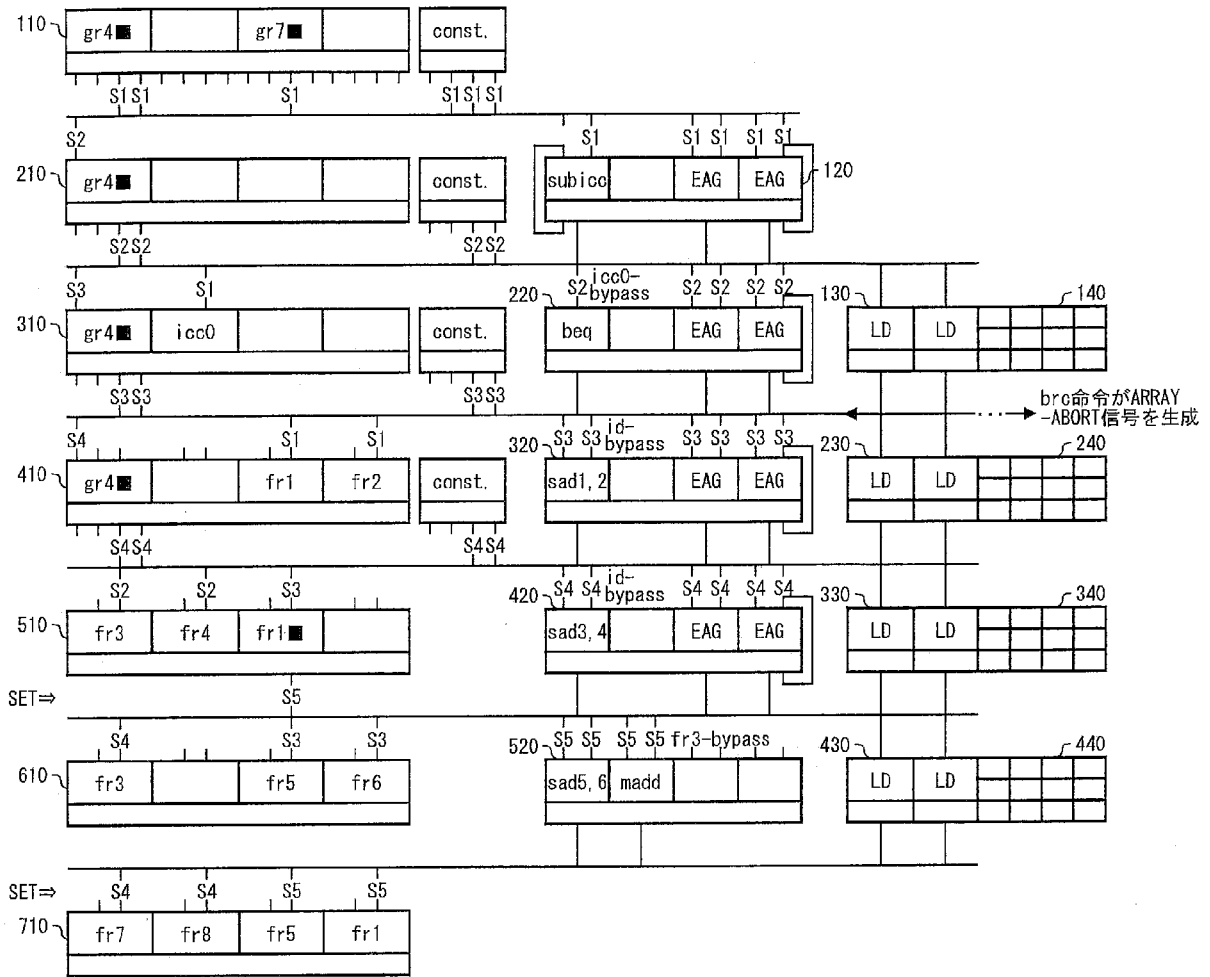 110 gr4■ gr7■ const.
S1 S1 S1 S1 S1 S1
S2 S1 S1 S1 S1 S1
210 gr4■ const. subicc EAG EAG 120
S2 S2 S2 S2
S3 S1 S2 icc0-bypass S2 S2 S2 S2
310 gr4■ icc0 const. 220 beq EAG EAG 130 LD LD 140
S3 S3 S3 S3
brc命令がARRAY
-ABORT信号を生成
S4 S1 S1 S3 S3 id-bypass S3 S3 S3 S3
410 gr4■ fr1 fr2 const. 320 sad1,2 EAG EAG 230 LD LD 240
S4 S4 S4 S4
S2 S2 S3 S4 S4 id-bypass S4 S4 S4 S4
510 fr3 fr4 fr1■ 420 sad3,4 EAG EAG 330 LD LD 340
SET⇒ S5
S4 S3 S3 S5 S5 S5 S5 fr3-bypass
610 fr3 fr5 fr6 520 sad5,6 madd 430 LD LD 440
SET⇒ S4 S4 S5 S5
710 fr7 fr8 fr5 fr1